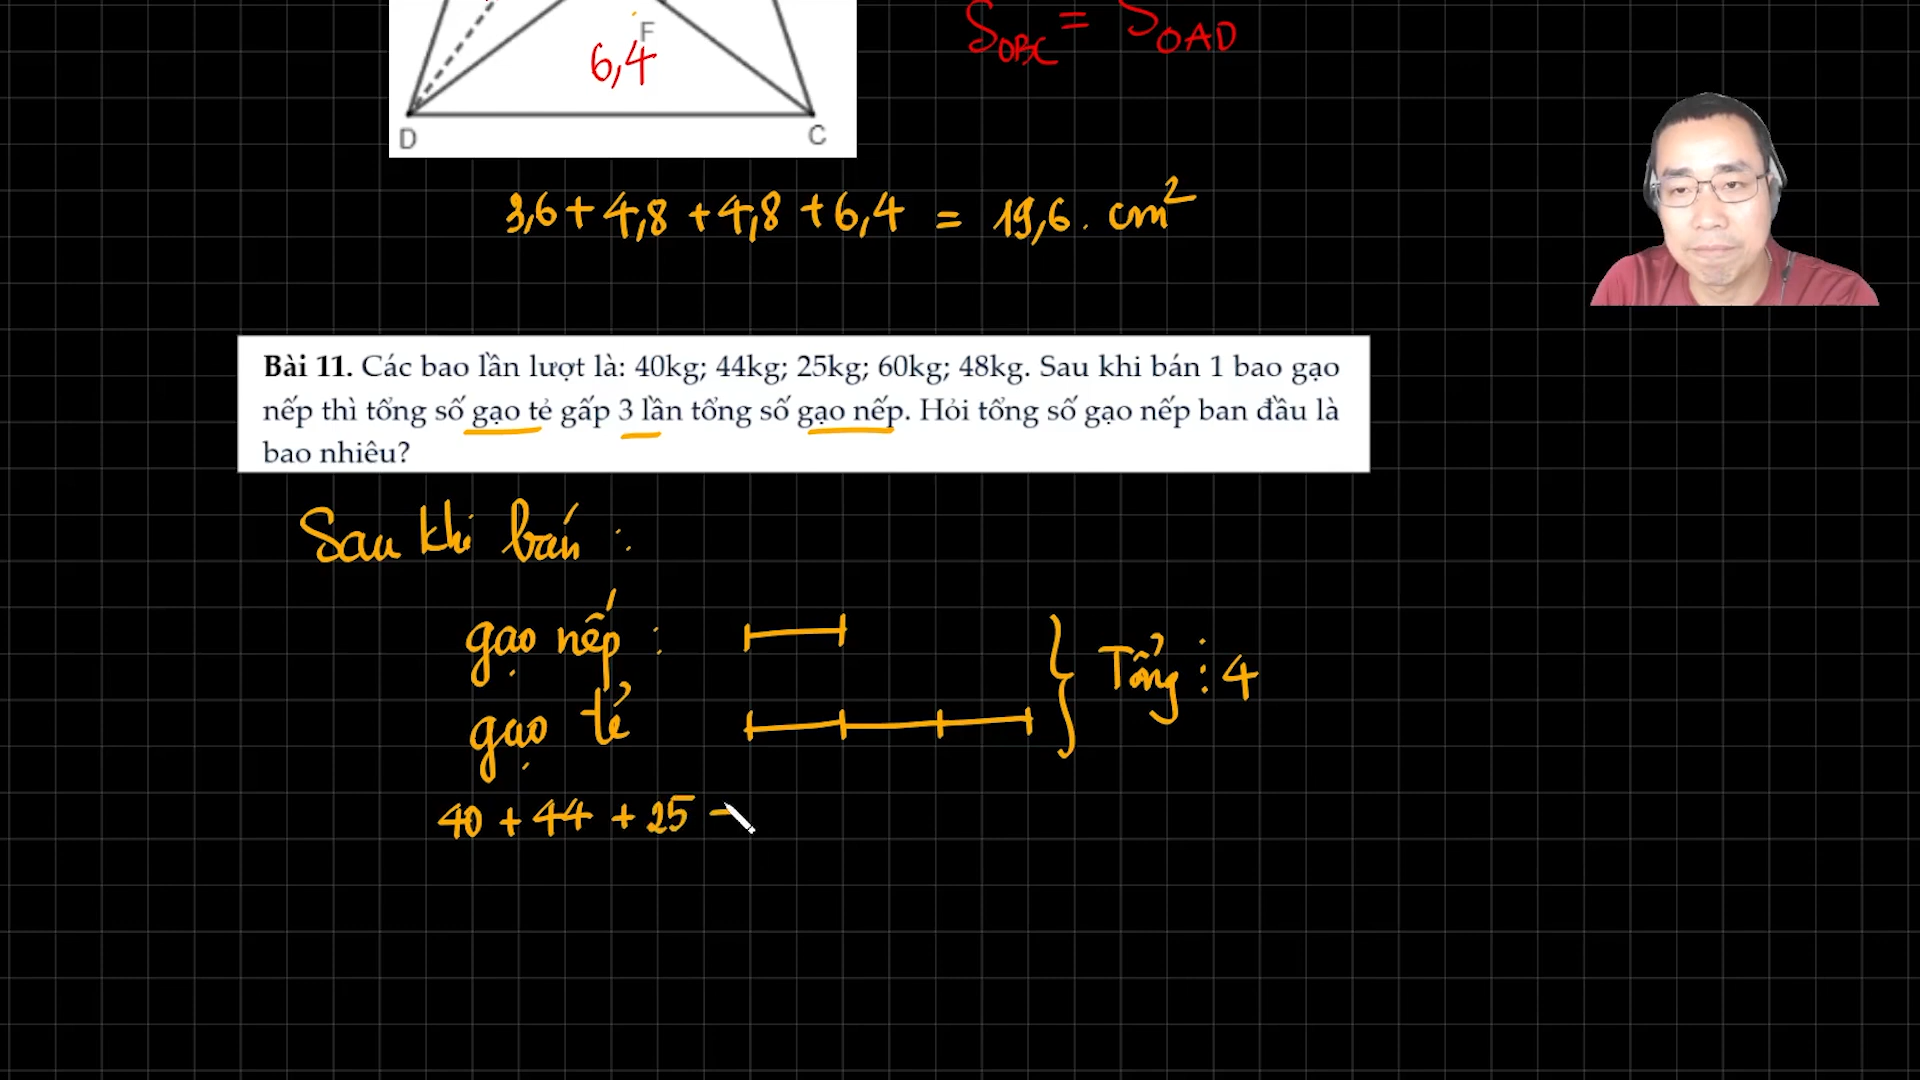 S_OBC = S_OAD
F
6,4
D
C
3,6 + 4,8 + 4,8 + 6,4 = 19,6. cm²
Bài 11. Các bao lần lượt là: 40kg; 44kg; 25kg; 60kg; 48kg. Sau khi bán 1 bao gạo
nếp thì tổng số gạo tẻ gấp 3 lần tổng số gạo nếp. Hỏi tổng số gạo nếp ban đầu là
bao nhiêu?
Sau khi bán :
gạo nếp :
Tổng : 4
gạo tẻ
40 + 44 + 25 -